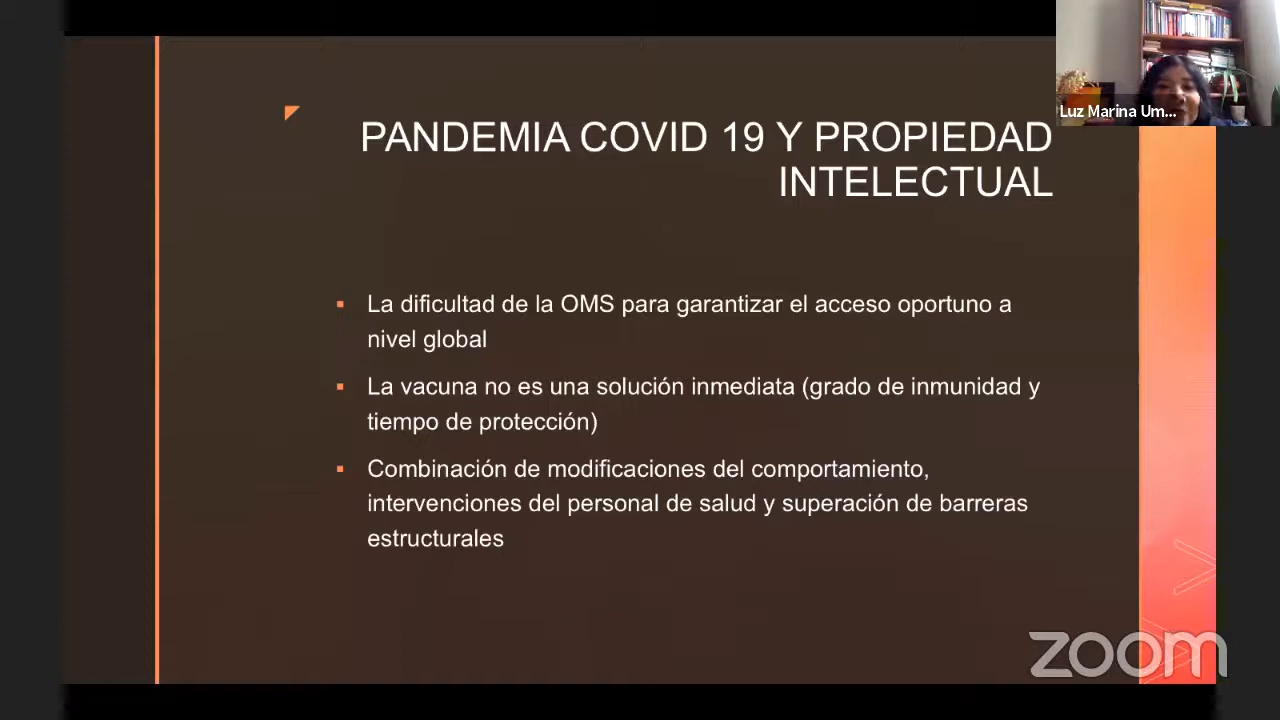 Luz Marina Um...
PANDEMIA COVID 19 Y PROPIEDAD
INTELECTUAL
▪ La dificultad de la OMS para garantizar el acceso oportuno a
nivel global
▪ La vacuna no es una solución inmediata (grado de inmunidad y
tiempo de protección)
▪ Combinación de modificaciones del comportamiento,
intervenciones del personal de salud y superación de barreras
estructurales
zoom